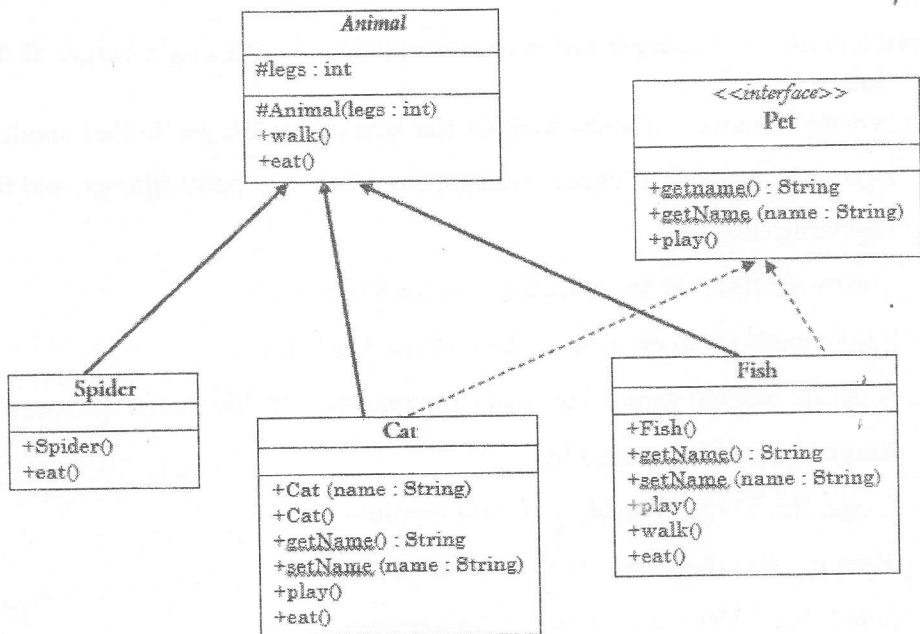 Animal
#legs : int
#Animal(legs : int)
+walk()
+eat()
<<interface>>
Pet
+getname() : String
+getName (name : String)
+play()
Spider
+Spider()
+eat()
Cat
+Cat (name : String)
+Cat()
+getName() : String
+setName (name : String)
+play()
+eat()
Fish
+Fish()
+getName() : String
+setName (name : String)
+play()
+walk()
+eat()